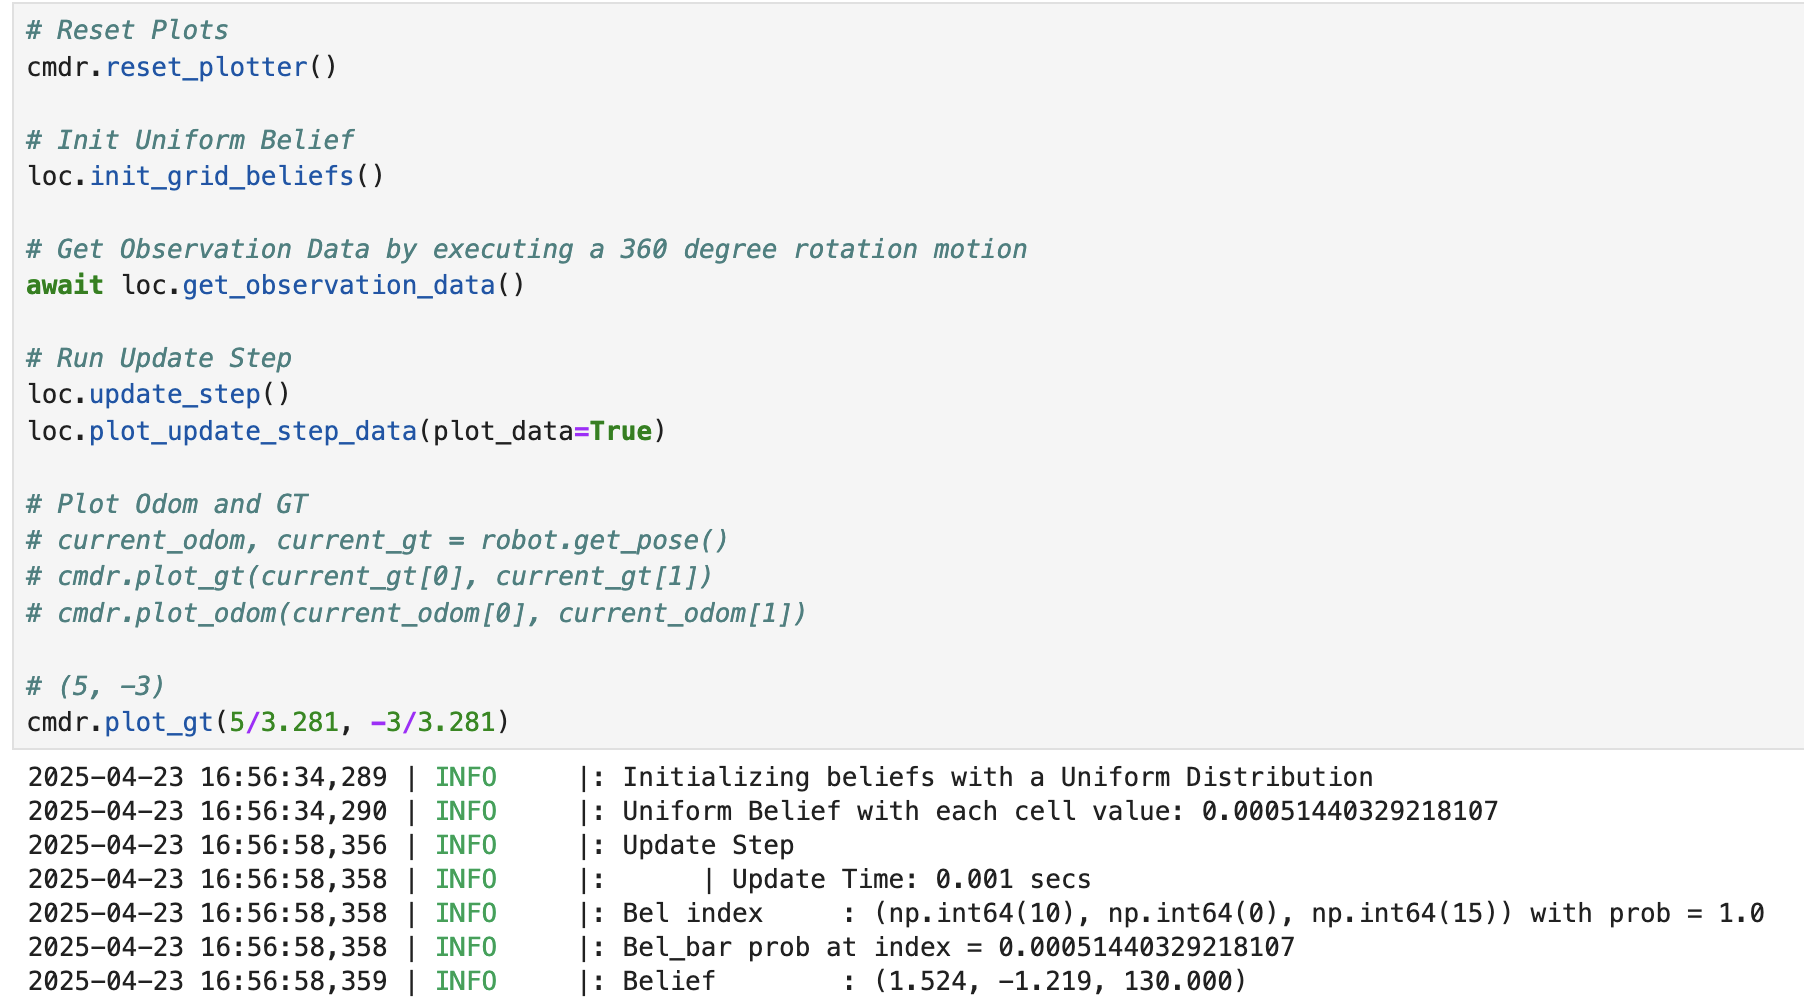 # Reset Plots
cmdr.reset_plotter()
# Init Uniform Belief
loc.init_grid_beliefs()
# Get Observation Data by executing a 360 degree rotation motion
await loc.get_observation_data()
# Run Update Step
loc.update_step()
loc.plot_update_step_data(plot_data=True)
# Plot Odom and GT
# current_odom, current_gt = robot.get_pose()
# cmdr.plot_gt(current_gt[0], current_gt[1])
# cmdr.plot_odom(current_odom[0], current_odom[1])
# (5, -3)
cmdr.plot_gt(5/3.281, -3/3.281)
2025-04-23 16:56:34,289 | INFO     |: Initializing beliefs with a Uniform Distribution
2025-04-23 16:56:34,290 | INFO     |: Uniform Belief with each cell value: 0.00051440329218107
2025-04-23 16:56:58,356 | INFO     |: Update Step
2025-04-23 16:56:58,358 | INFO     |:      | Update Time: 0.001 secs
2025-04-23 16:56:58,358 | INFO     |: Bel index     : (np.int64(10), np.int64(0), np.int64(15)) with prob = 1.0
2025-04-23 16:56:58,358 | INFO     |: Bel_bar prob at index = 0.00051440329218107
2025-04-23 16:56:58,359 | INFO     |: Belief        : (1.524, -1.219, 130.000)